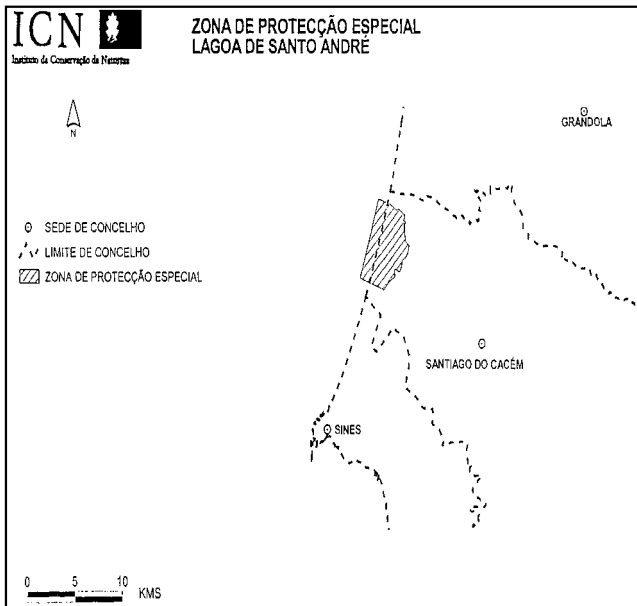 ICN
Instituto da Conservação da Natureza
ZONA DE PROTECÇÃO ESPECIAL
LAGOA DE SANTO ANDRÉ
N
GRANDOLA
SEDE DE CONCELHO
LIMITE DE CONCELHO
ZONA DE PROTECÇÃO ESPECIAL
SANTIAGO DO CACÉM
SINES
0 5 10 KMS